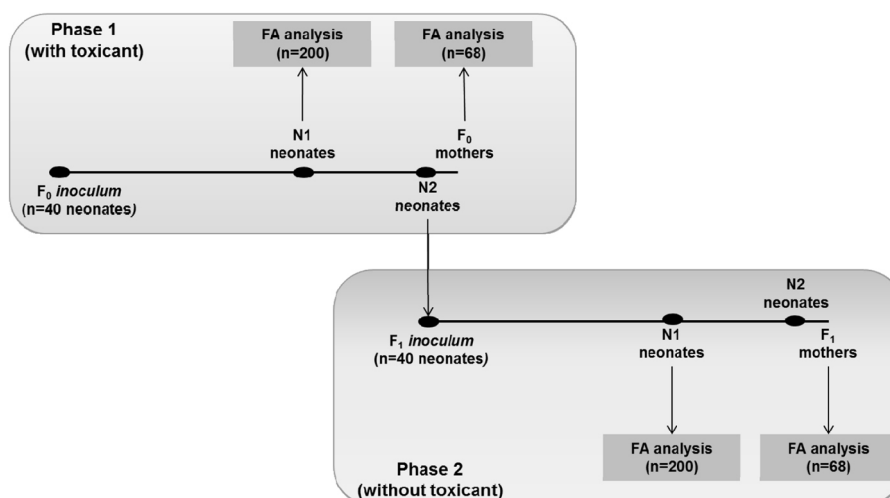 Phase 1
(with toxicant)
FA analysis
(n=200)
FA analysis
(n=68)
N1
neonates
F₀
mothers
F₀ inoculum
(n=40 neonates)
N2
neonates
N2
neonates
F₁ inoculum
(n=40 neonates)
N1
neonates
F₁
mothers
FA analysis
(n=200)
FA analysis
(n=68)
Phase 2
(without toxicant)